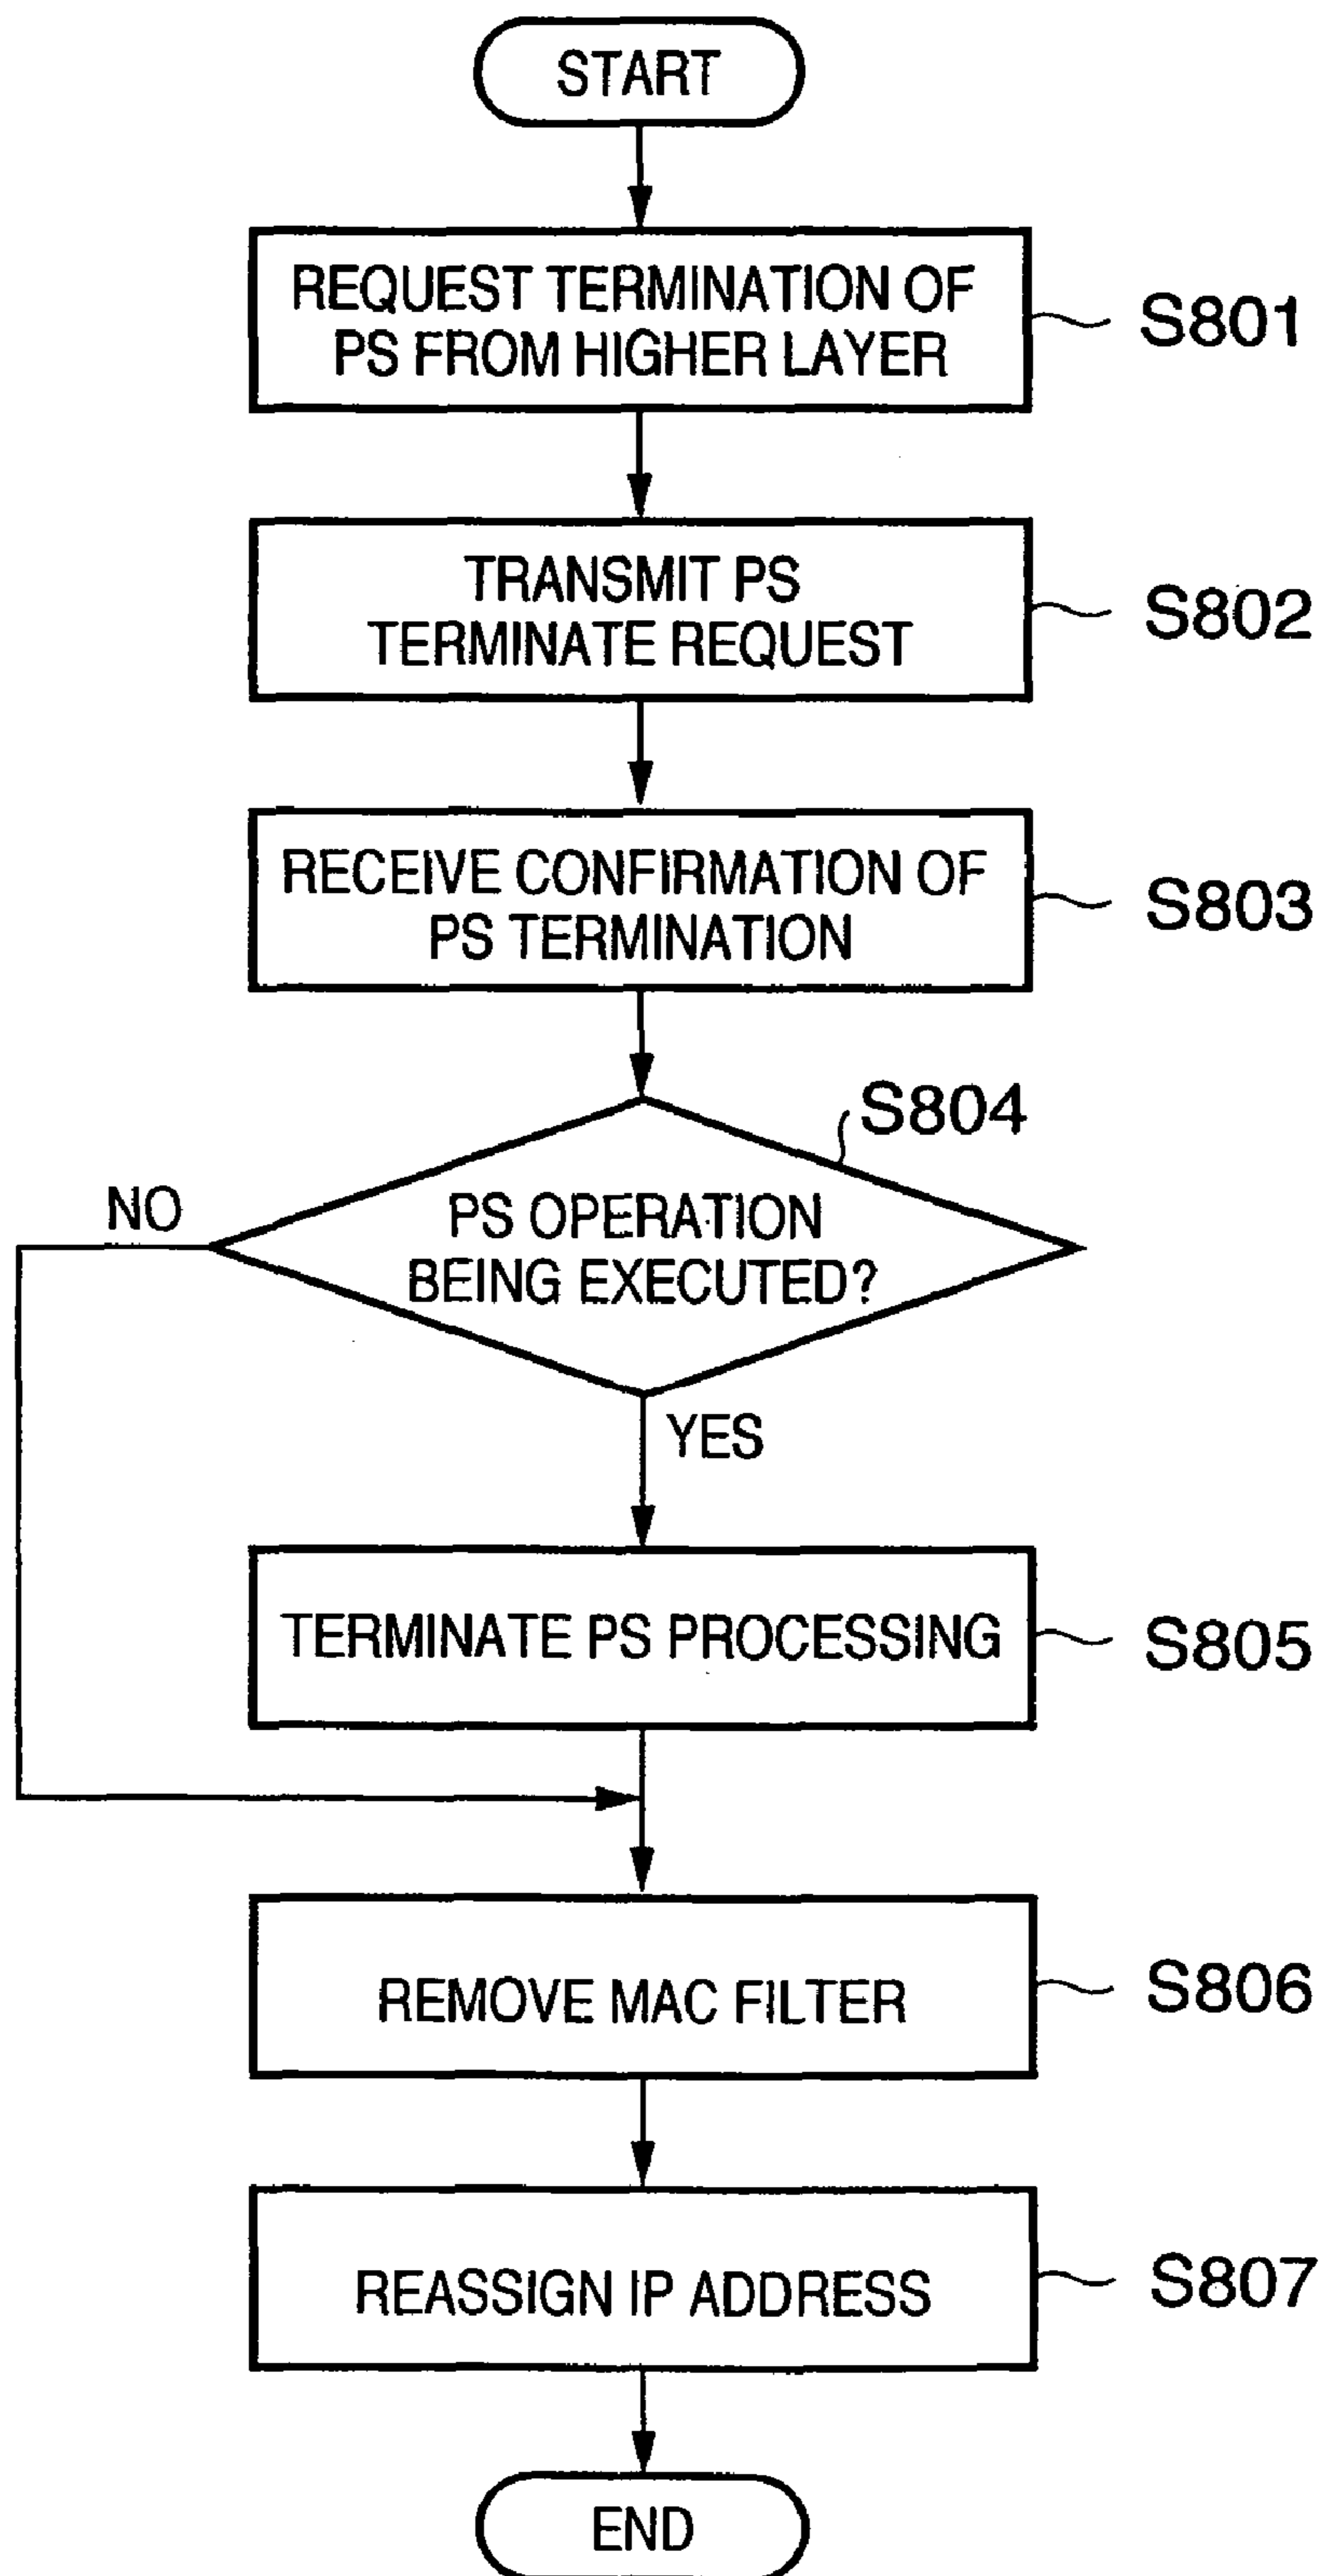 START
REQUEST TERMINATION OF
PS FROM HIGHER LAYER
S801
TRANSMIT PS
TERMINATE REQUEST
S802
RECEIVE CONFIRMATION OF
PS TERMINATION
S803
S804
PS OPERATION
BEING EXECUTED?
NO
YES
TERMINATE PS PROCESSING
S805
REMOVE MAC FILTER
S806
REASSIGN IP ADDRESS
S807
END